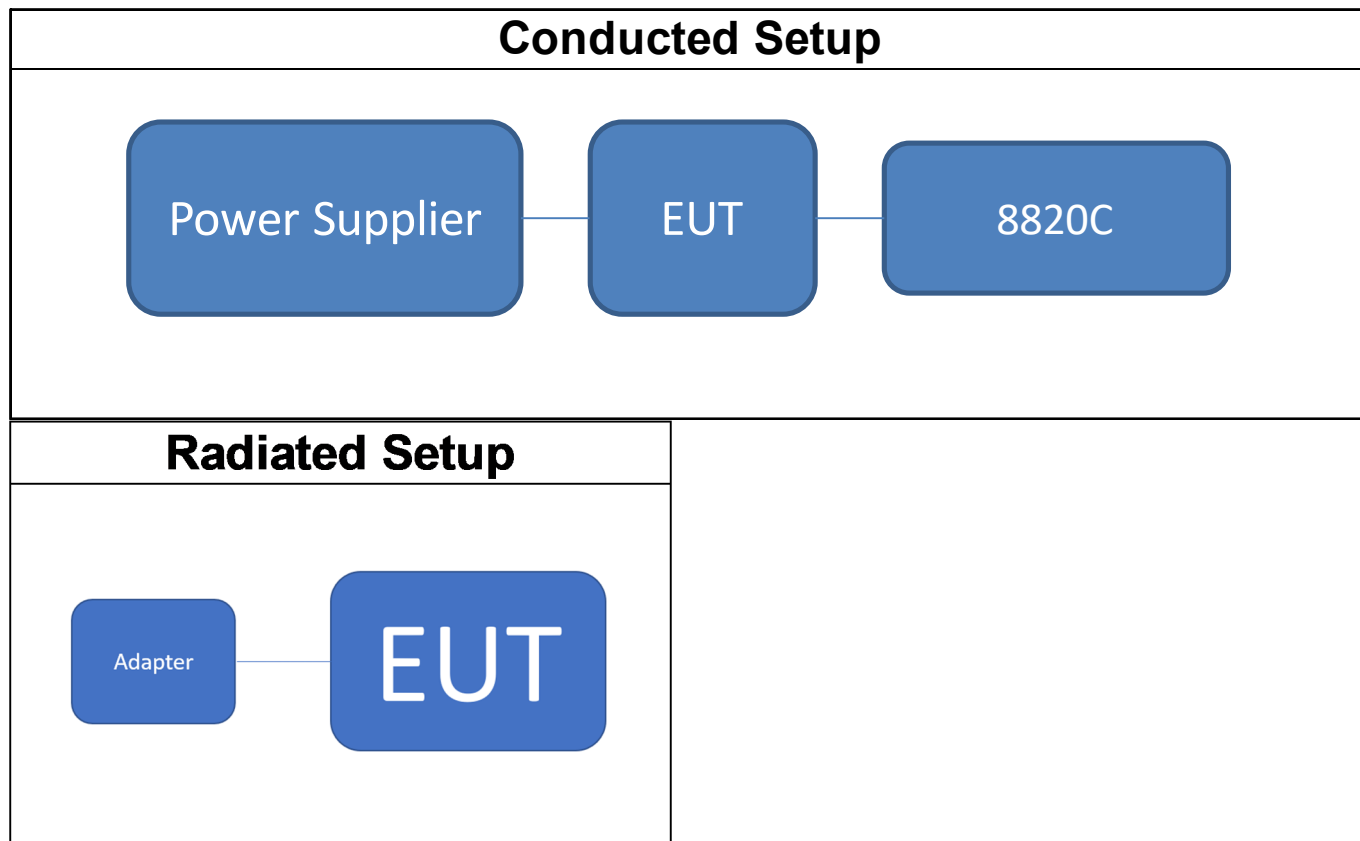 Conducted Setup
Power Supplier
EUT
8820C
Radiated Setup
Adapter
EUT